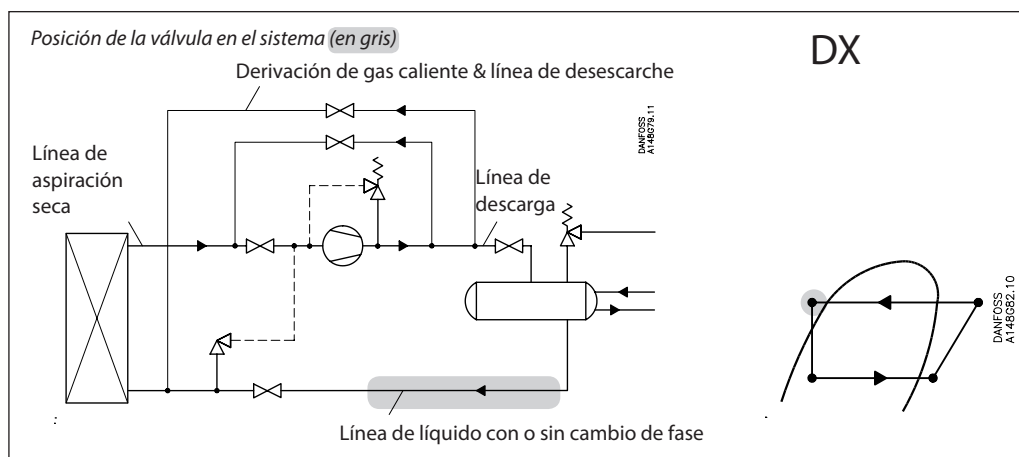 Posición de la válvula en el sistema (en gris)
DX
Derivación de gas caliente & línea de desescarche
DANFOSS
A148G79.11
Línea de
aspiración
seca
Línea de
descarga
DANFOSS
A148G82.10
Línea de líquido con o sin cambio de fase